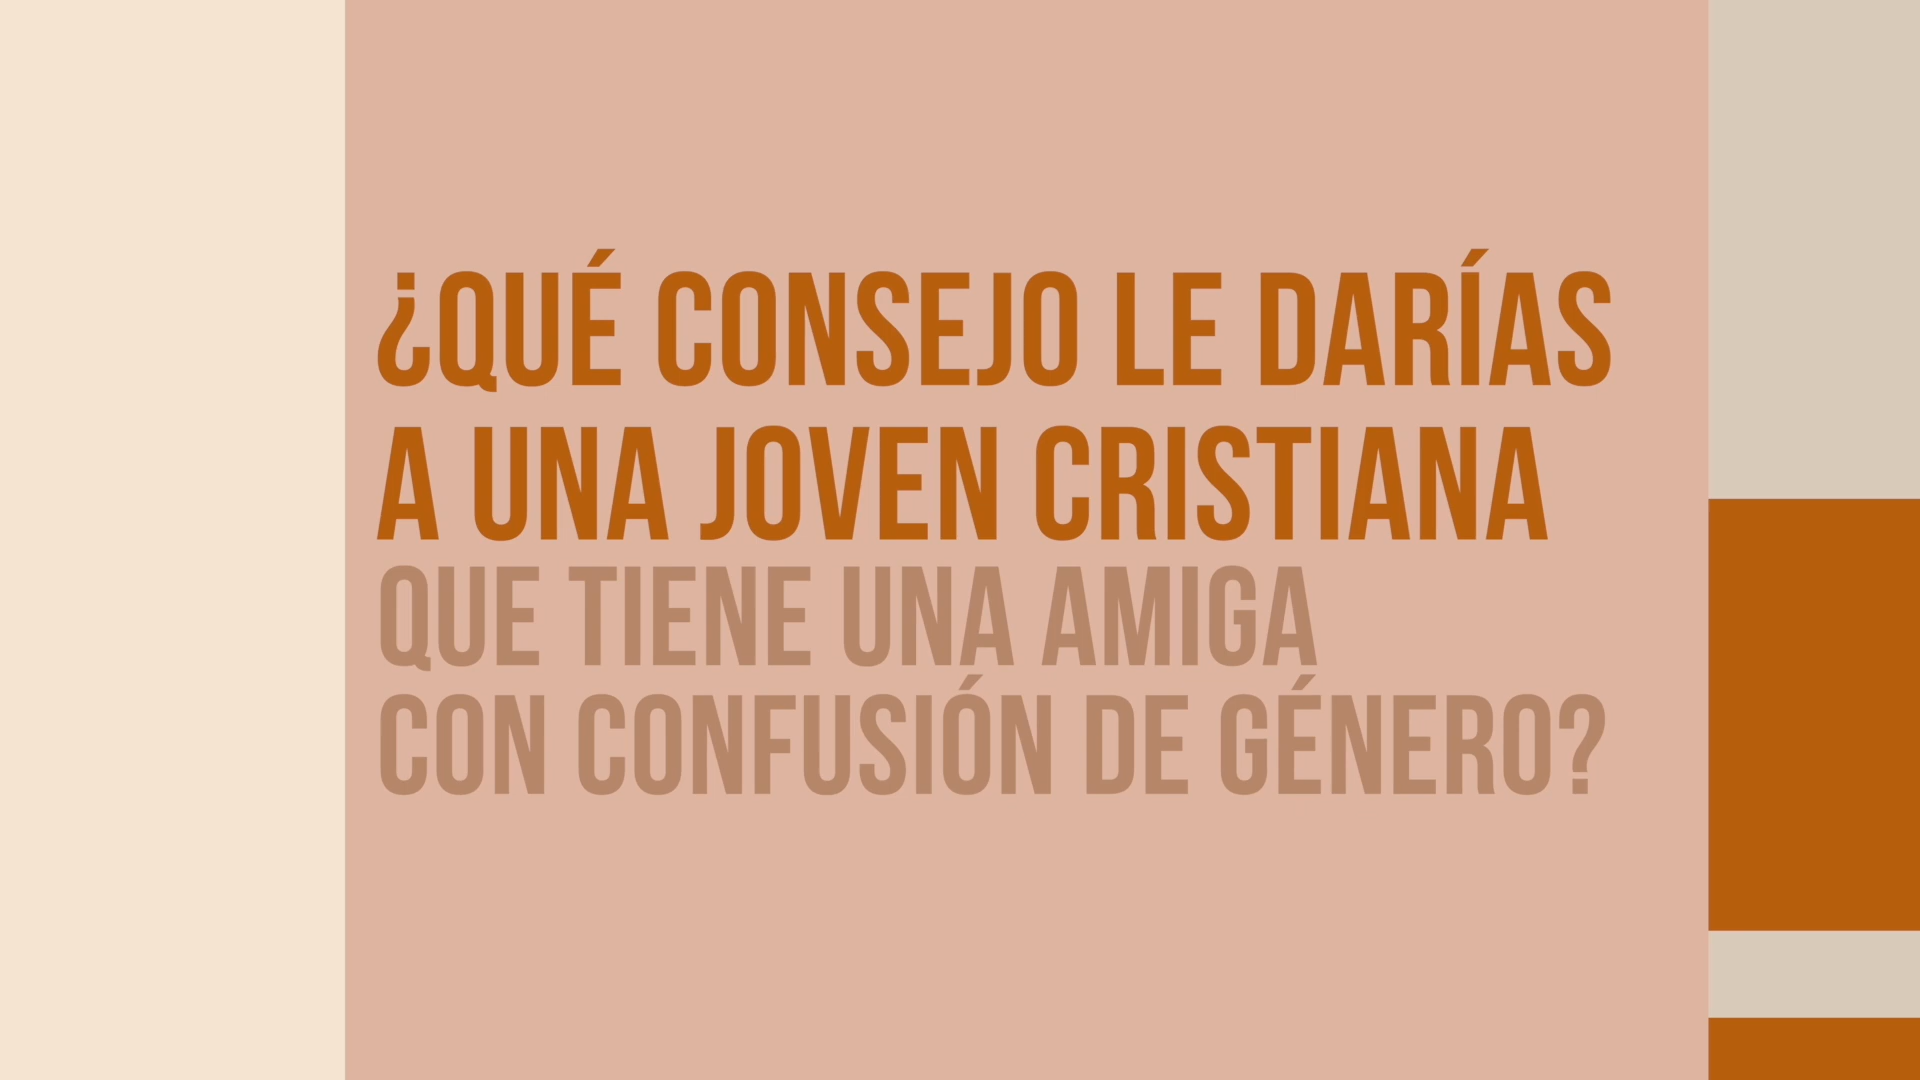 ¿QUÉ CONSEJO LE DARÍAS
A UNA JOVEN CRISTIANA
QUE TIENE UNA AMIGA
CON CONFUSIÓN DE GÉNERO?